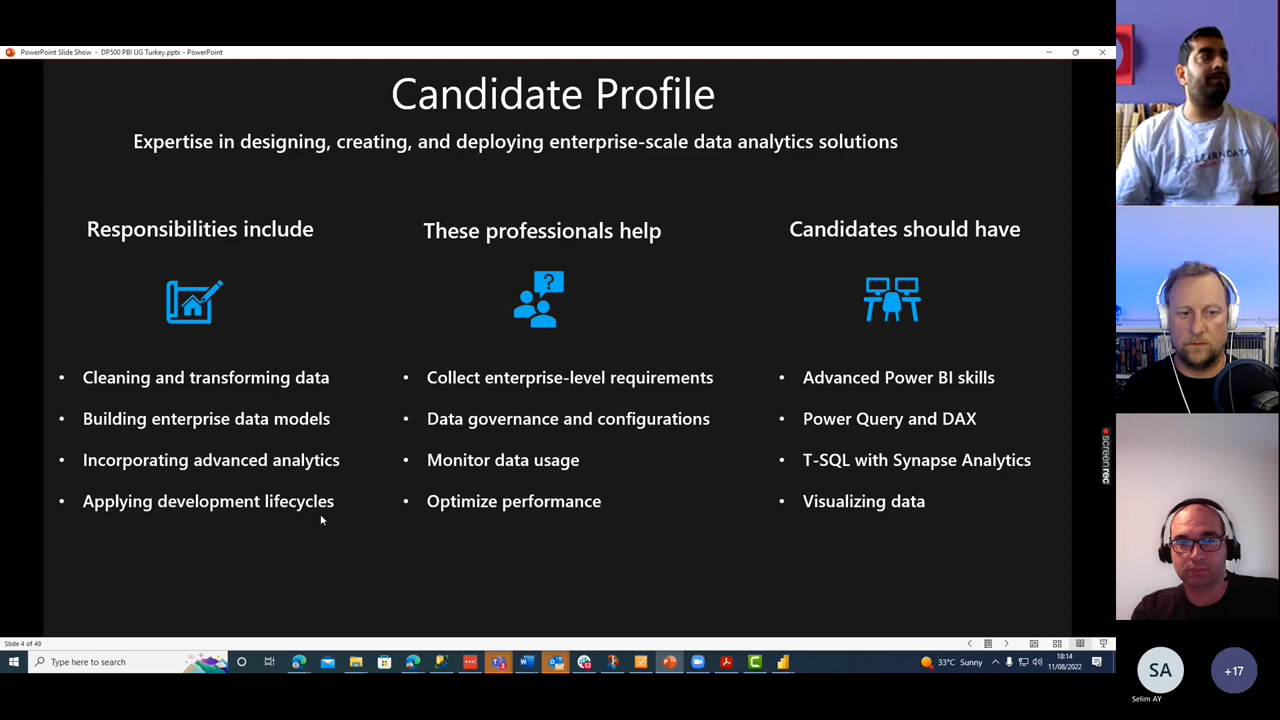 PowerPoint Slide Show - DP500 PBI UG Turkey.pptx - PowerPoint
Candidate Profile
Expertise in designing, creating, and deploying enterprise-scale data analytics solutions
Responsibilities include
Cleaning and transforming data
Building enterprise data models
Incorporating advanced analytics
Applying development lifecycles
These professionals help
?
Collect enterprise-level requirements
Data governance and configurations
Monitor data usage
Optimize performance
Candidates should have
Advanced Power BI skills
Power Query and DAX
T-SQL with Synapse Analytics
Visualizing data
screenrec
LEARN DATA
Slide 4 of 49
Type here to search
33°C Sunny
18:14
11/08/2022
SA
Selim AY
+17